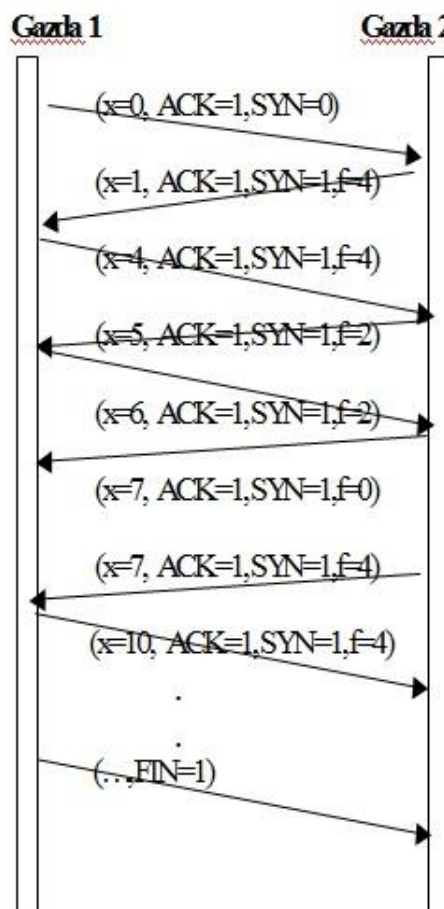 Gazda 1 Gazda 2
(x=0, ACK=1,SYN=0)
(x=1, ACK=1,SYN=1,f=4)
(x=4, ACK=1,SYN=1,f=4)
(x=5, ACK=1,SYN=1,f=2)
(x=6, ACK=1,SYN=1,f=2)
(x=7, ACK=1,SYN=1,f=0)
(x=7, ACK=1,SYN=1,f=4)
(x=10, ACK=1,SYN=1,f=4)
.
.
(...,FIN=1)